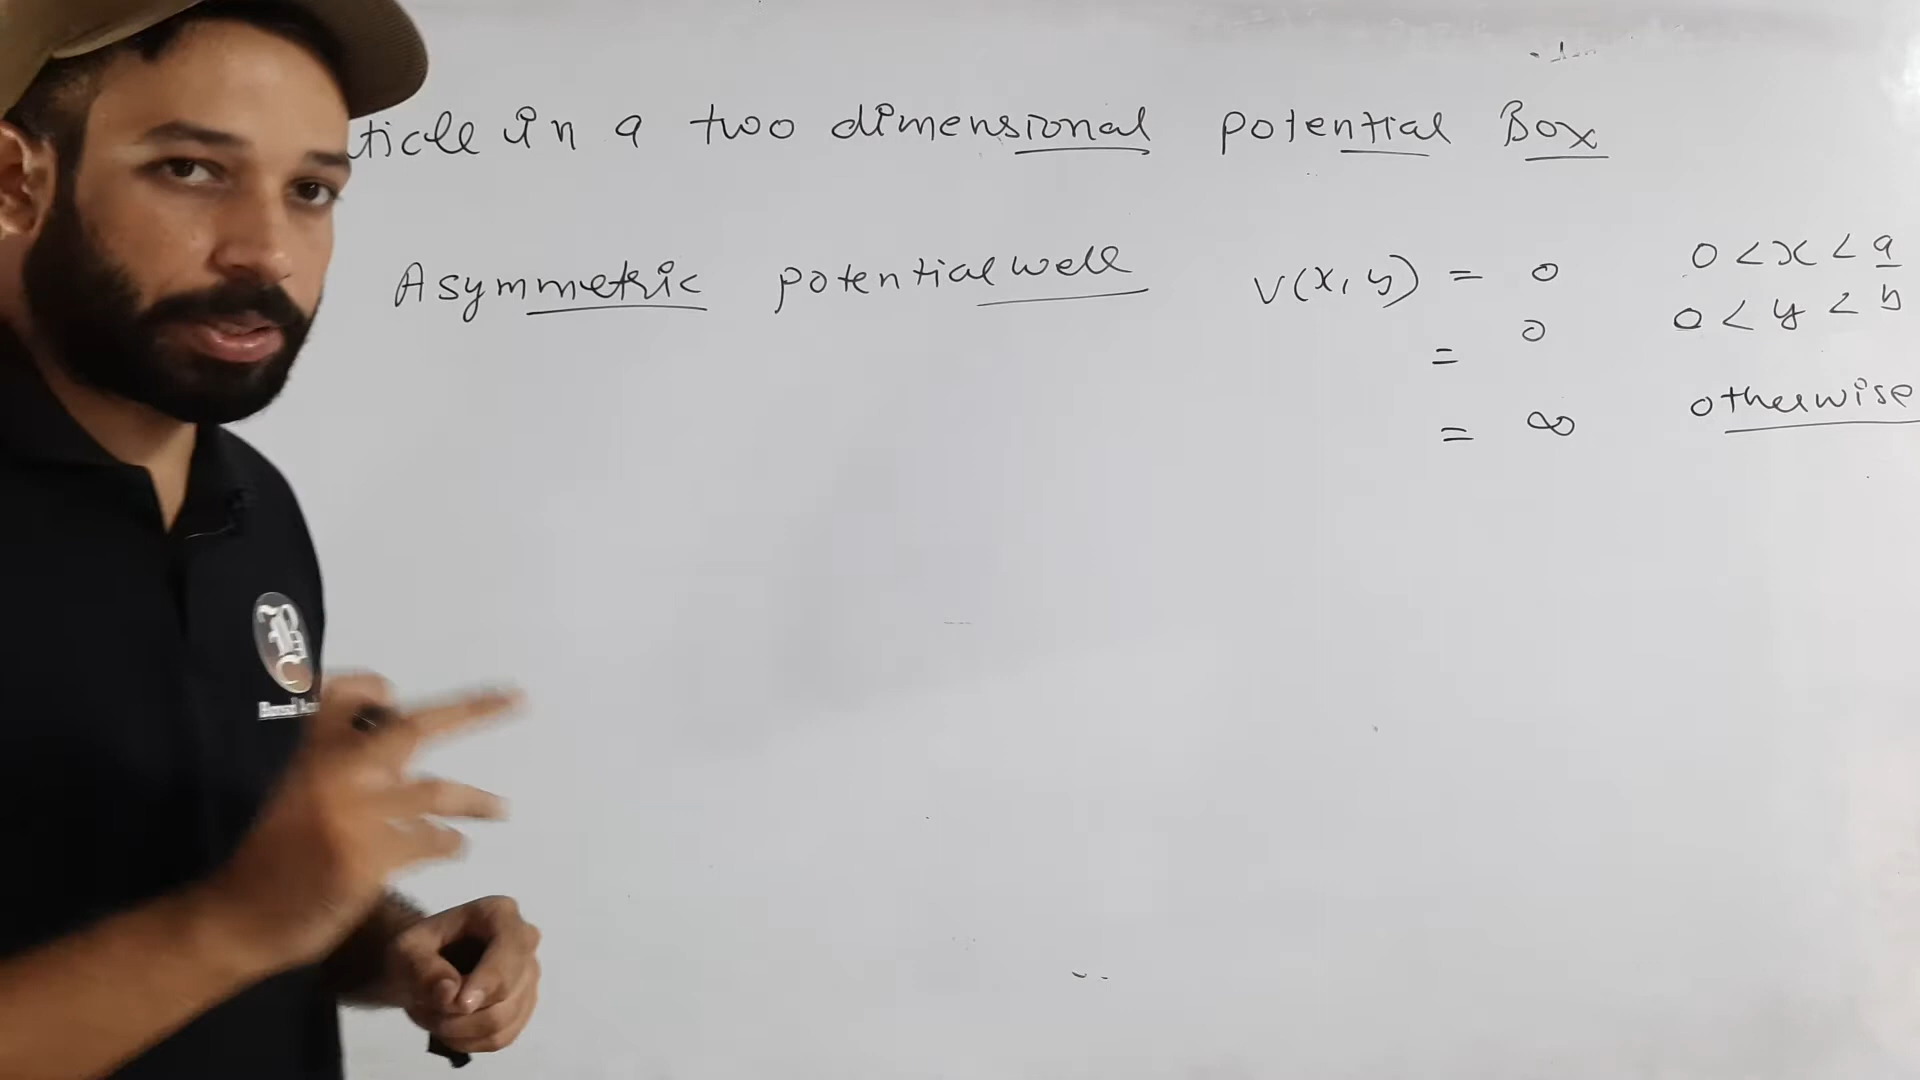 ticle in a two dimensional potential Box
Asymmetric potential well V(x, y) = 0 0 < x < a
= 0 0 < y < b
= ∞ otherwise